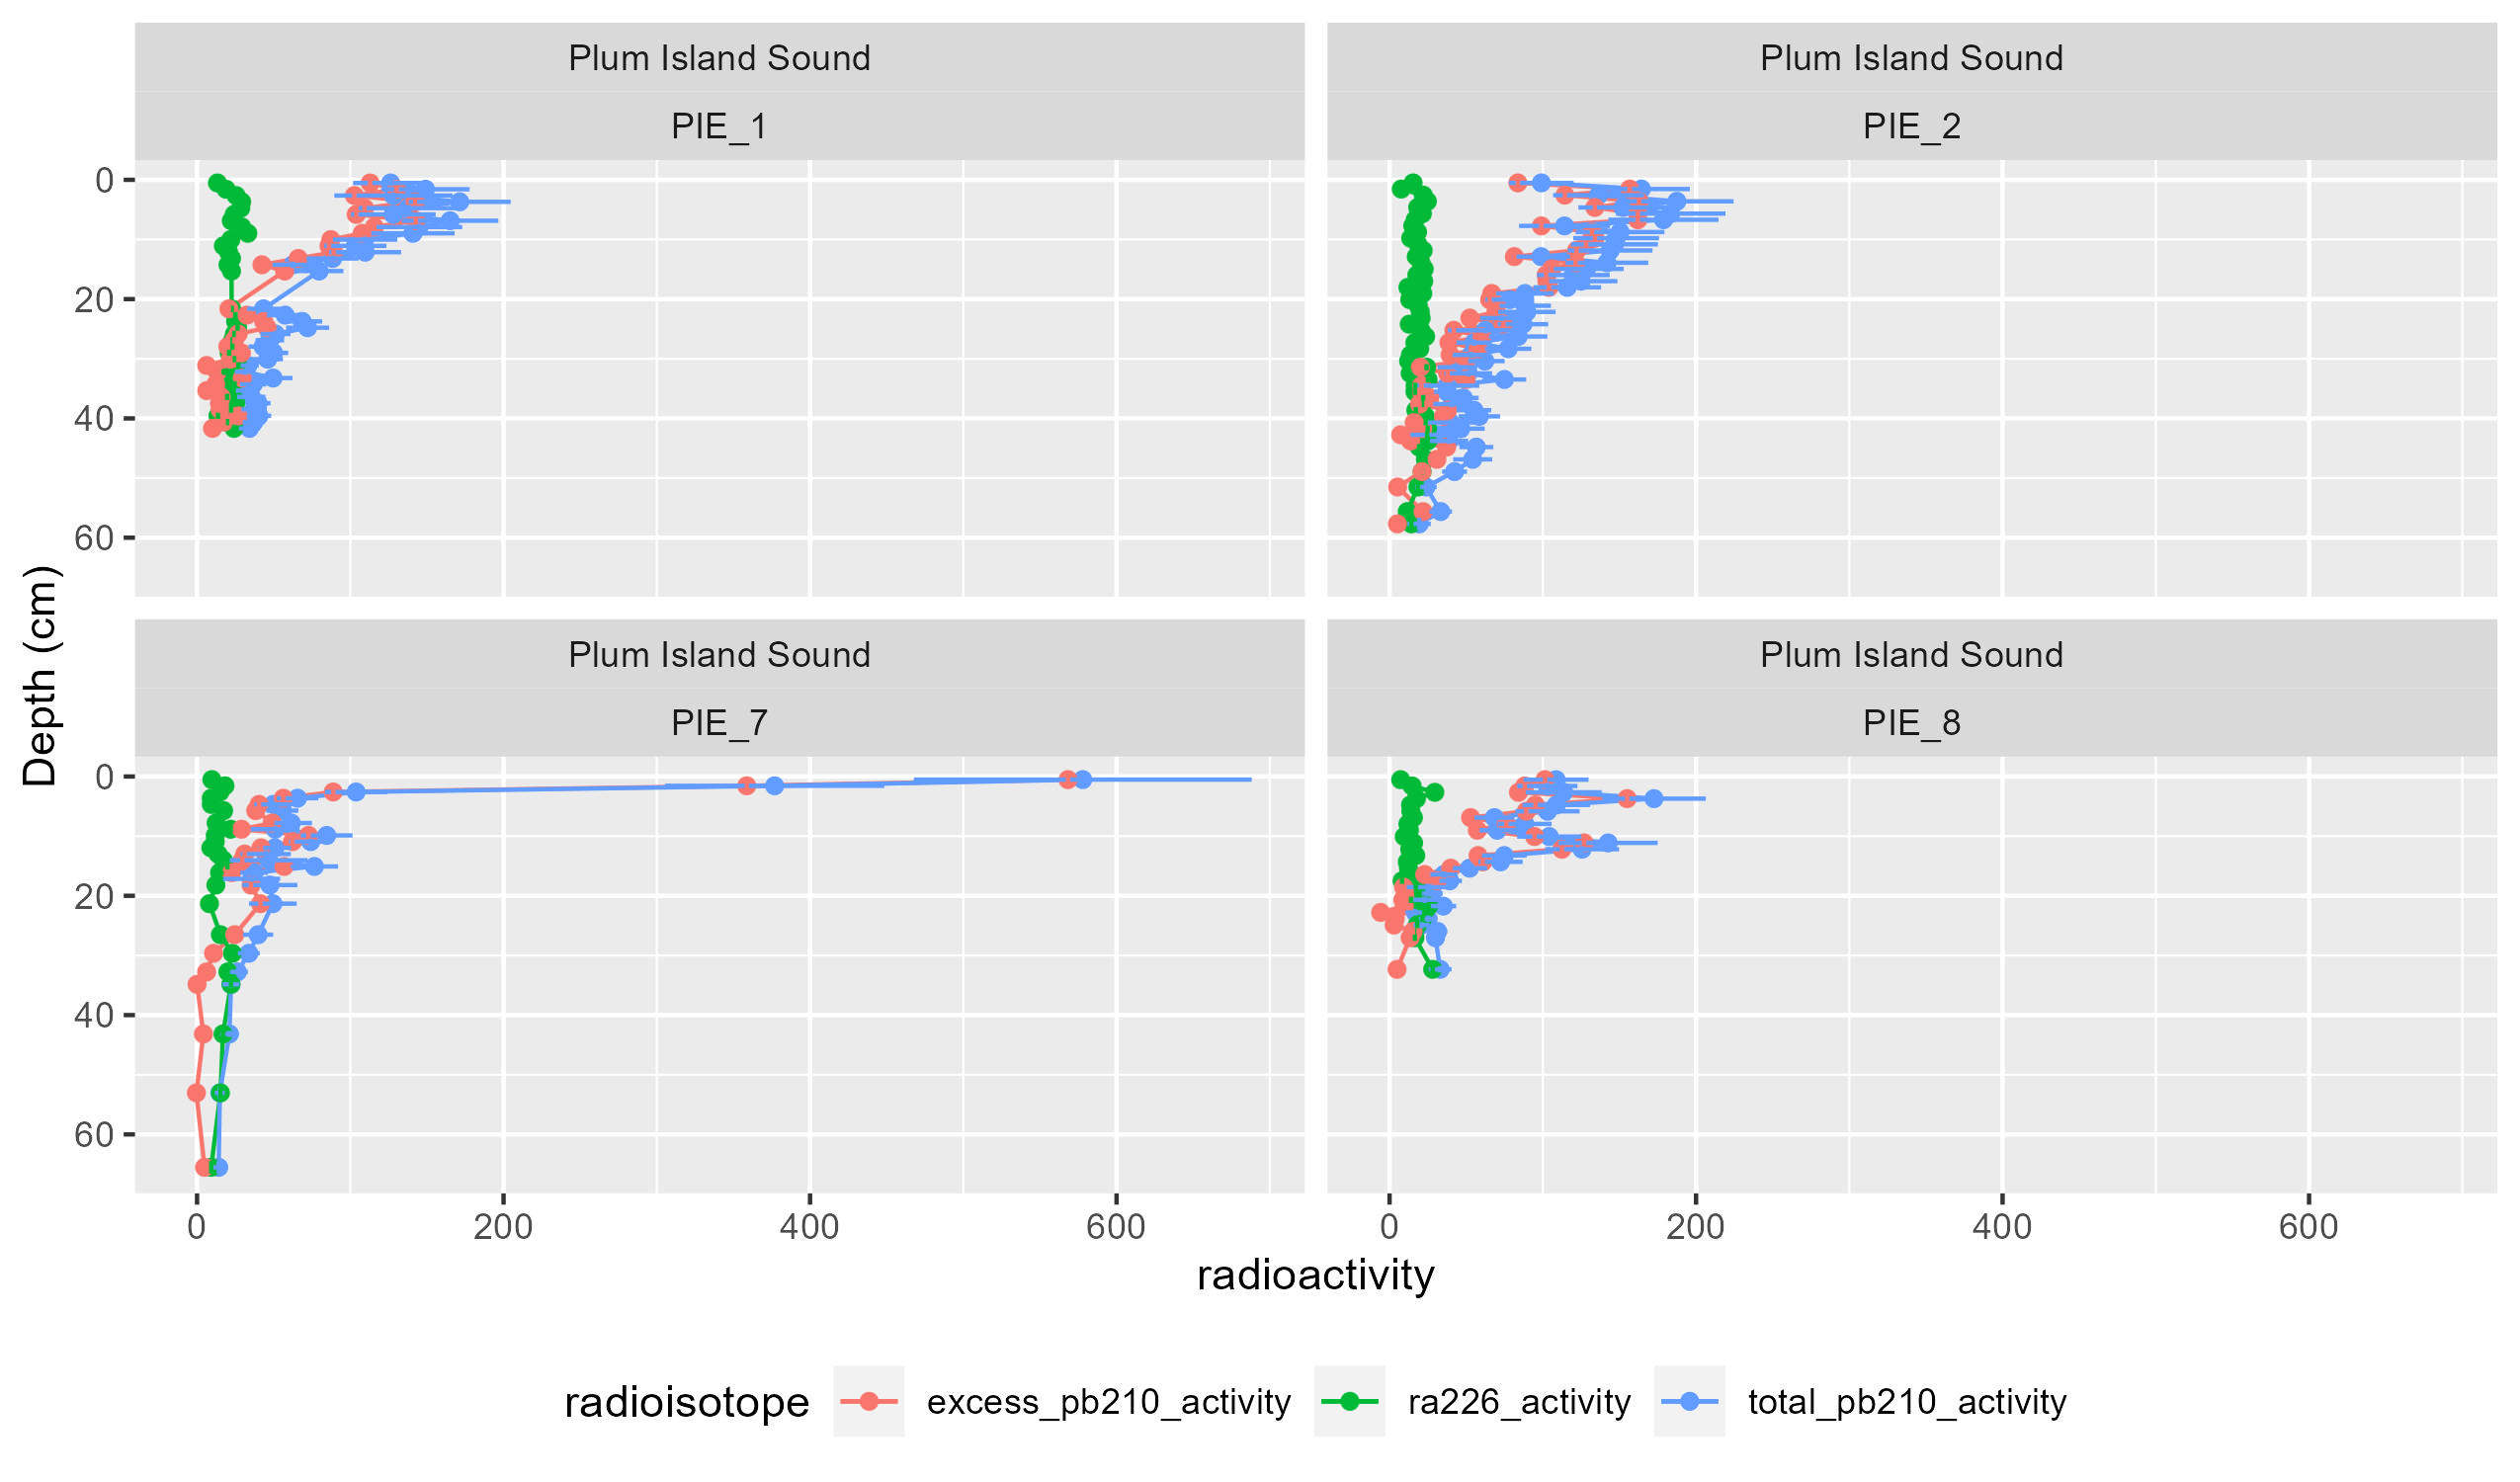 Plum Island Sound
Plum Island Sound
PIE_1
PIE_2
0
20
40
60
Plum Island Sound
Plum Island Sound
PIE_7
PIE_8
0
20
40
60
Depth (cm)
0 200 400 600
0 200 400 600
radioactivity
radioisotope excess_pb210_activity ra226_activity total_pb210_activity